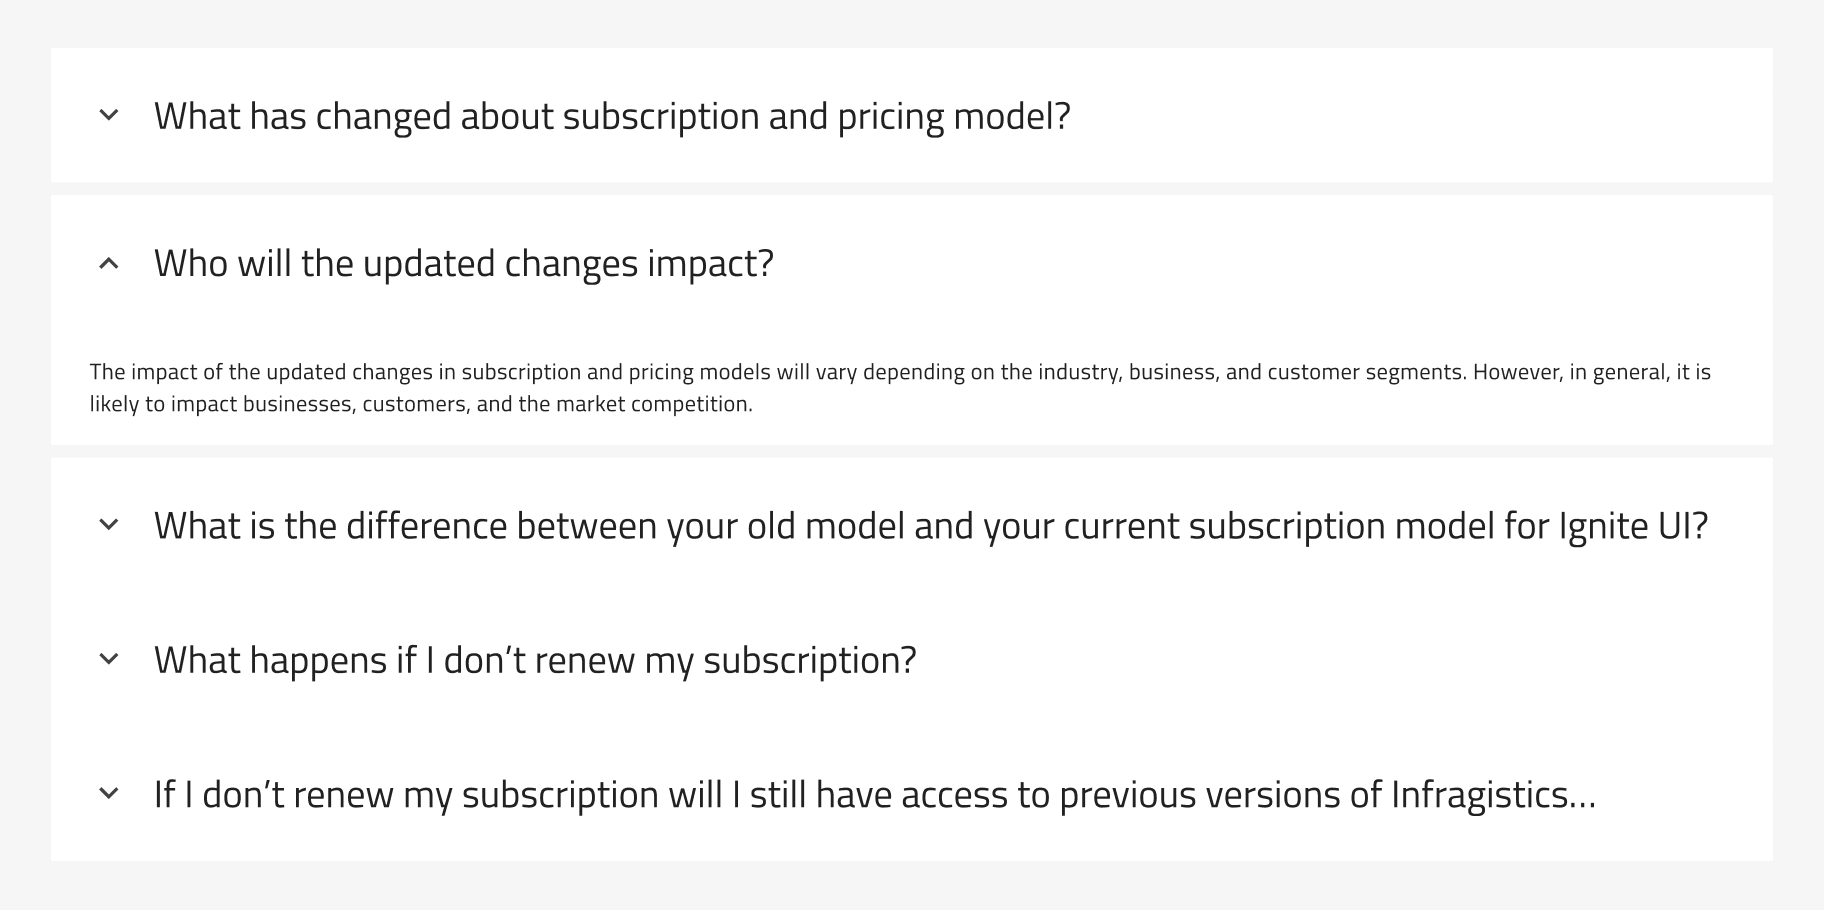 What has changed about subscription and pricing model?
Who will the updated changes impact?
The impact of the updated changes in subscription and pricing models will vary depending on the industry, business, and customer segments. However, in general, it is
likely to impact businesses, customers, and the market competition.
What is the difference between your old model and your current subscription model for Ignite UI?
What happens if I don’t renew my subscription?
If I don’t renew my subscription will I still have access to previous versions of Infragistics...